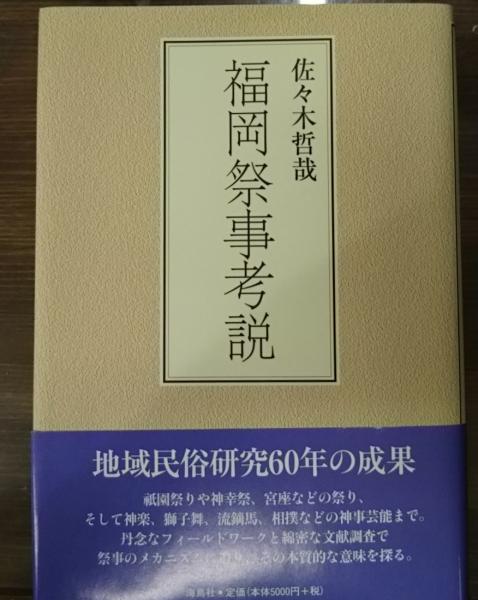 佐々木哲哉
福岡祭事考説
地域民俗研究60年の成果
祇園祭りや神幸祭、宮座などの祭り、
そして神楽、獅子舞、流鏑馬、相撲などの神事芸能まで。
丹念なフィールドワークと綿密な文献調査で
祭事のメカニズムに迫り、その本質的な意味を探る。
海鳥社●定価(本体5000円+税)